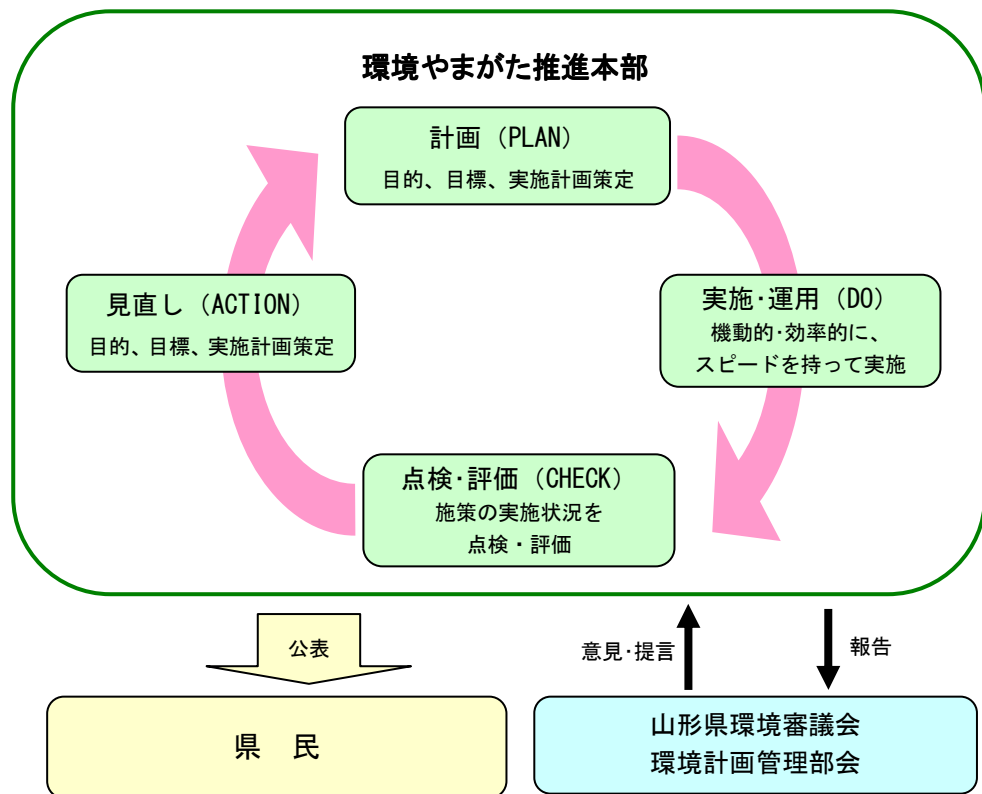 環境やまがた推進本部
計画（PLAN）
目的、目標、実施計画策定
実施･運用（DO）
機動的･効率的に、
スピードを持って実施
点検･評価（CHECK）
施策の実施状況を
点検・評価
見直し（ACTION）
目的、目標、実施計画策定
公表
意見･提言
報告
県　民
山形県環境審議会
環境計画管理部会